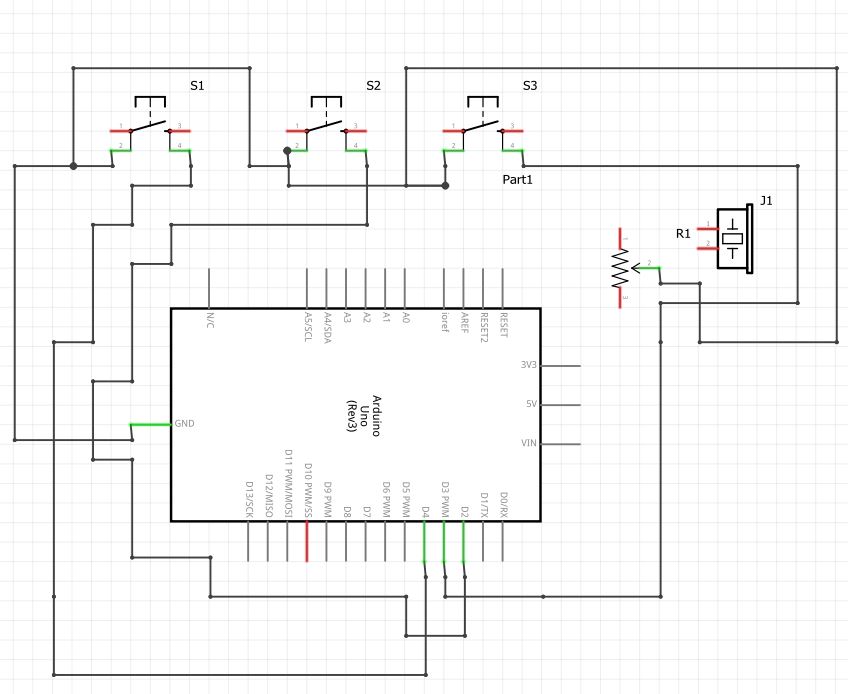 S1
S2
S3
1
3
1
3
1
3
2
4
2
4
2
4
Part1
J1
R1
1
2
1
2
3
N/C
A5/SCL
A4/SDA
A3
A2
A1
A0
ioref
AREF
RESET2
RESET
3V3
5V
VIN
GND
Arduino
Uno
(Rev3)
D13/SCK
D12/MISO
D11 PWM/MOSI
D10 PWM/SS
D9 PWM
D8
D7
D6 PWM
D5 PWM
D4
D3 PWM
D2
D1/TX
D0/RX